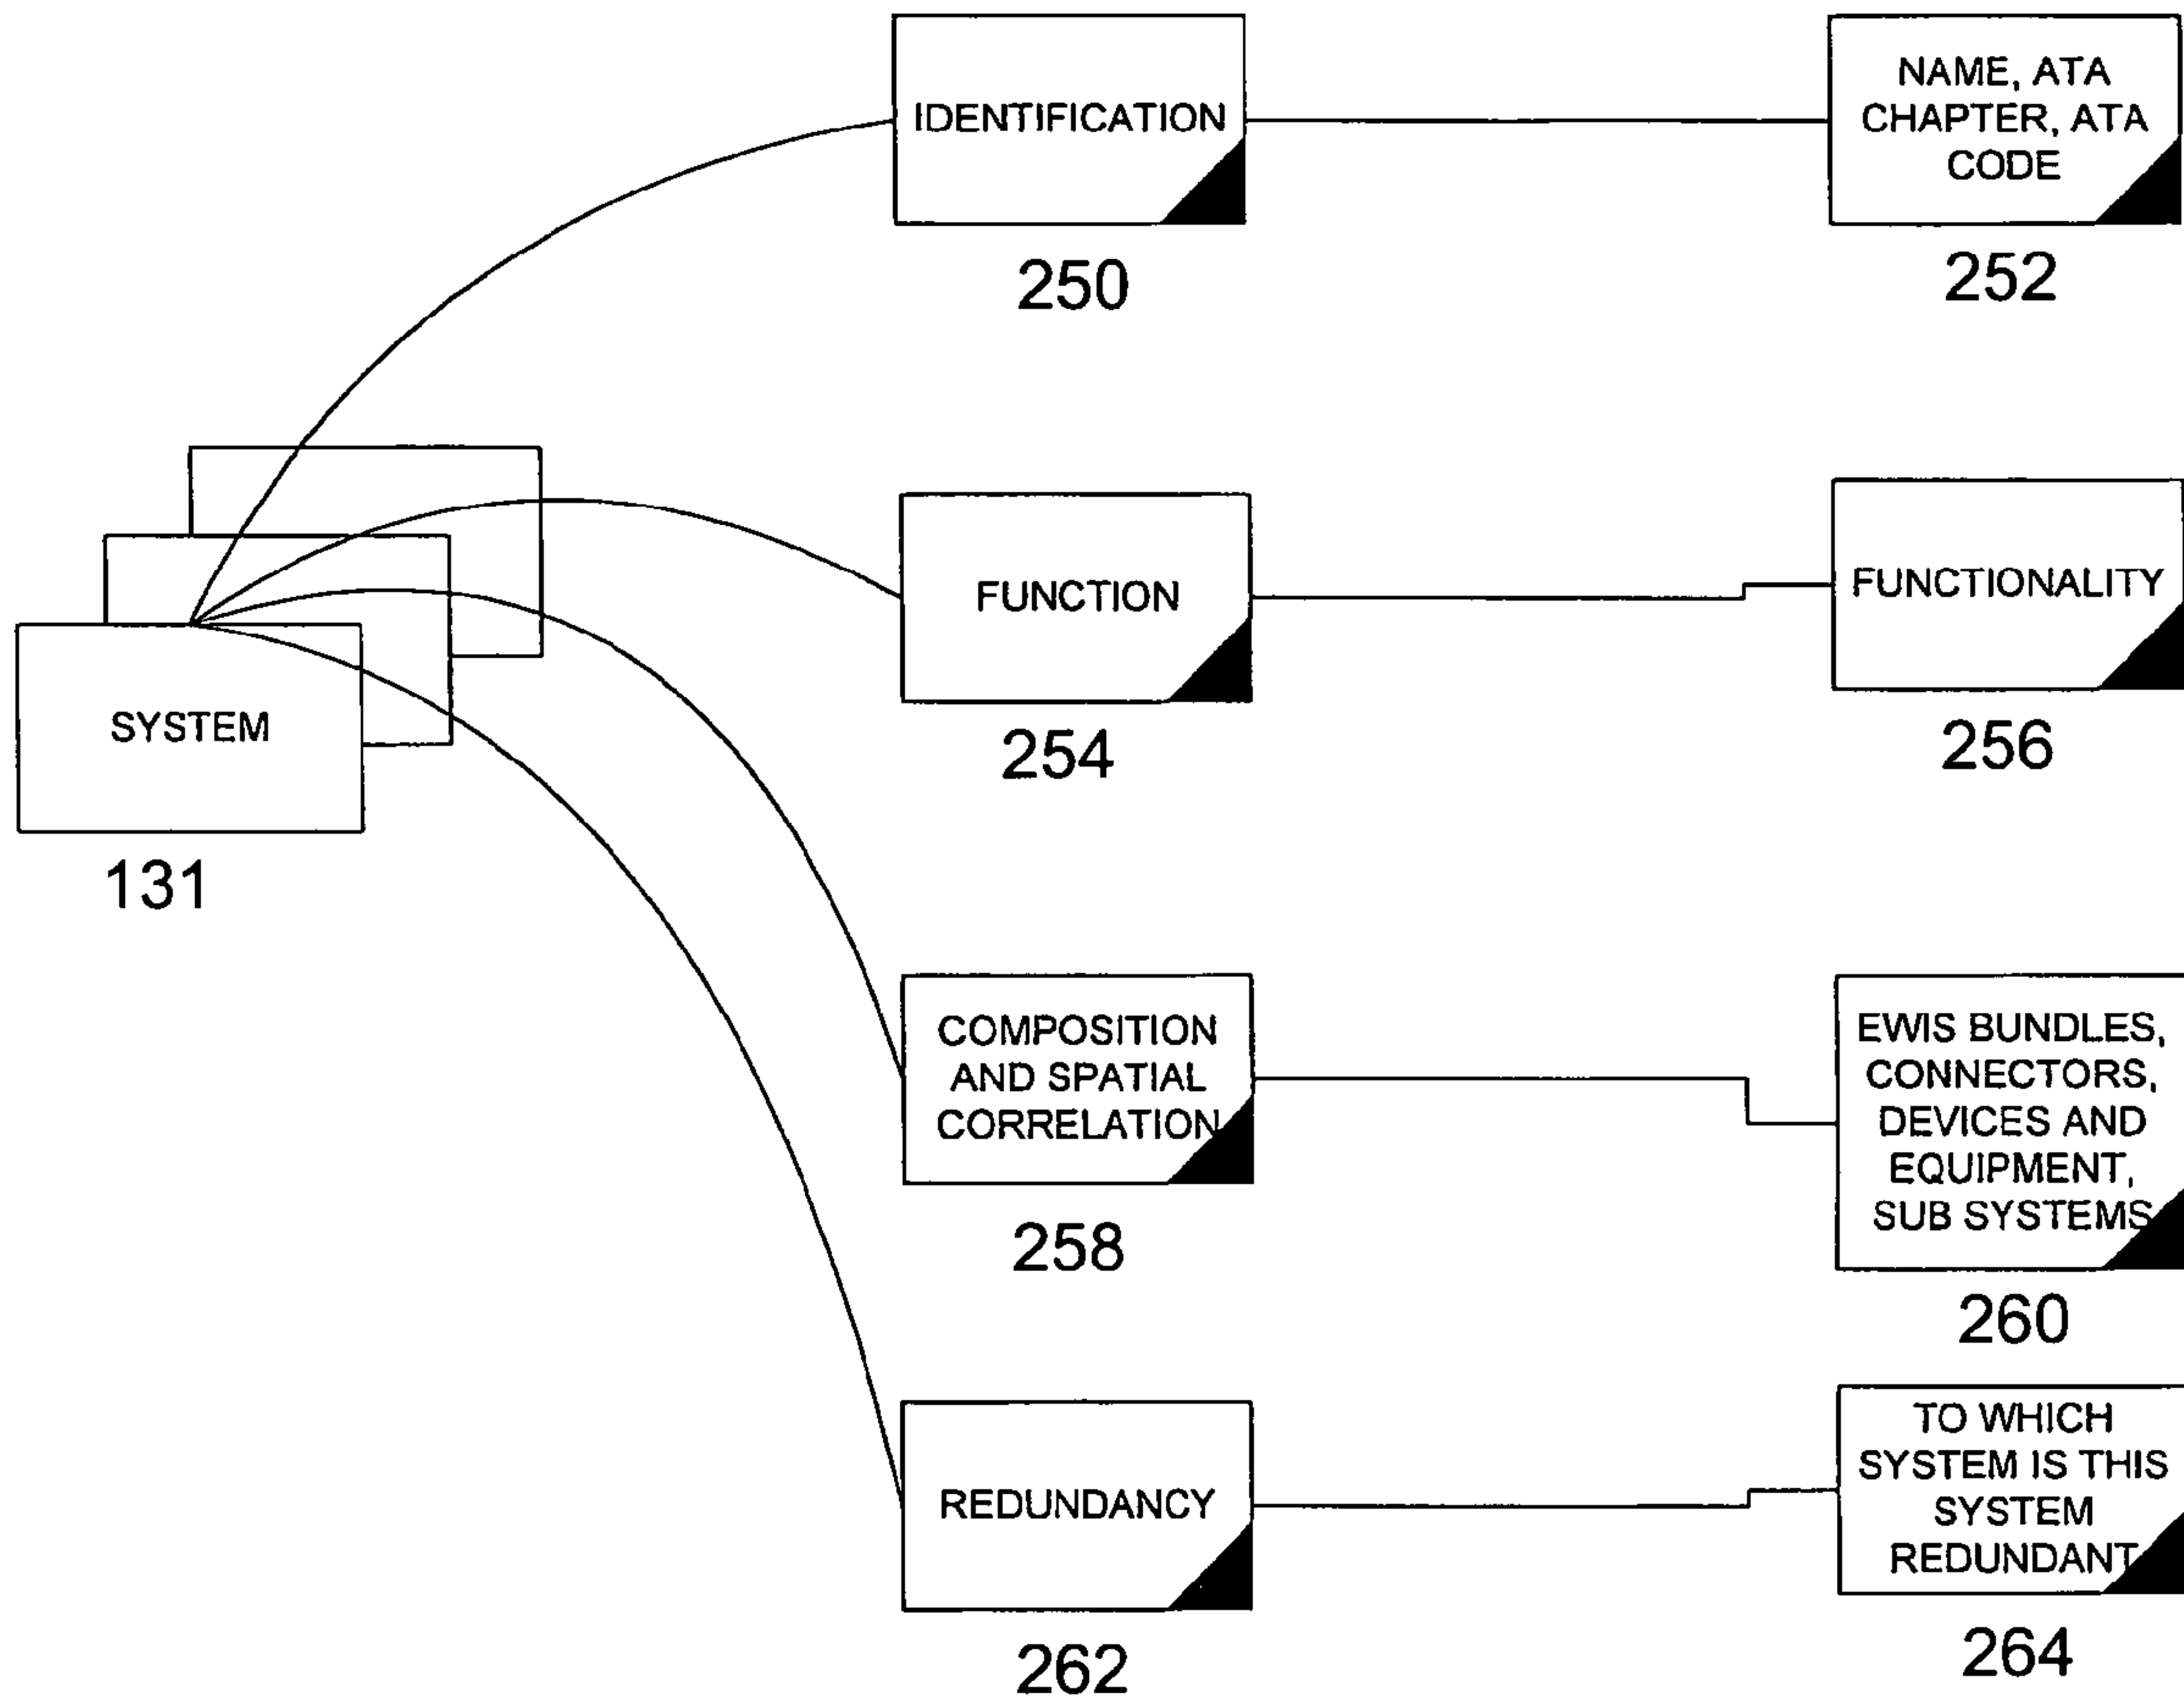 IDENTIFICATION
250
NAME, ATA
CHAPTER, ATA
CODE
252
SYSTEM
131
FUNCTION
254
FUNCTIONALITY
256
COMPOSITION
AND SPATIAL
CORRELATION
258
EWIS BUNDLES,
CONNECTORS,
DEVICES AND
EQUIPMENT,
SUB SYSTEMS
260
REDUNDANCY
262
TO WHICH
SYSTEM IS THIS
SYSTEM
REDUNDANT
264